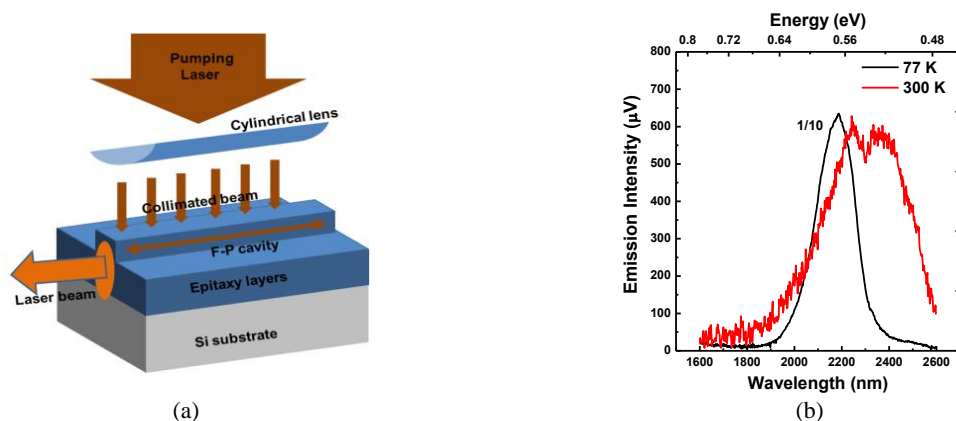 Pumping
Laser
Cylindrical lens
Collimated beam
F-P cavity
Laser beam
Epitaxy layers
Si substrate
(a)
Energy (eV)
0.8 0.72 0.64 0.56 0.48
800
700
600
500
400
300
200
100
0
Emission Intensity (µV)
77 K
300 K
1/10
1600 1800 2000 2200 2400 2600
Wavelength (nm)
(b)